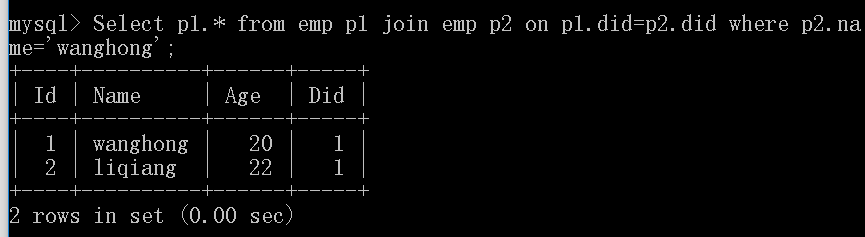 mysql> Select p1.* from emp p1 join emp p2 on p1.did=p2.did where p2.na
me='wanghong';
+----+----------+-----+-----+
| Id | Name     | Age | Did |
+----+----------+-----+-----+
|  1 | wanghong |  20 |   1 |
|  2 | liqiang  |  22 |   1 |
+----+----------+-----+-----+
2 rows in set (0.00 sec)